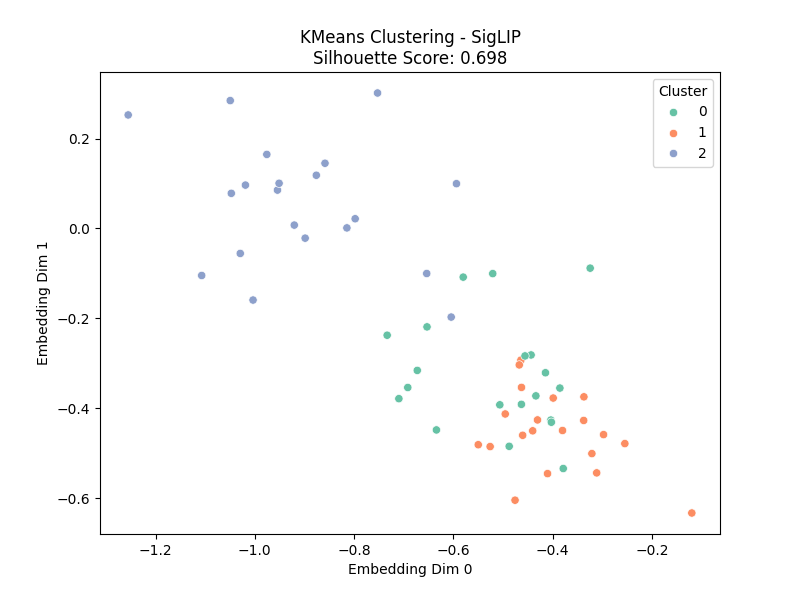 KMeans Clustering - SigLIP
Silhouette Score: 0.698
Cluster
0
1
2
0.2
0.0
−0.2
−0.4
−0.6
Embedding Dim 1
−1.2 −1.0 −0.8 −0.6 −0.4 −0.2
Embedding Dim 0